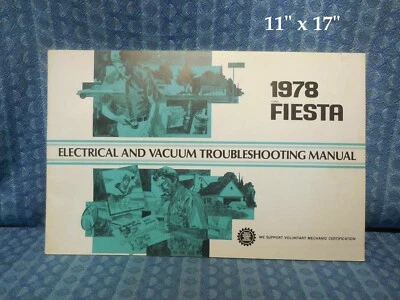 11" x 17"
1978
FIESTA
ELECTRICAL AND VACUUM TROUBLESHOOTING MANUAL
WE SUPPORT VOLUNTARY MECHANIC CERTIFICATION